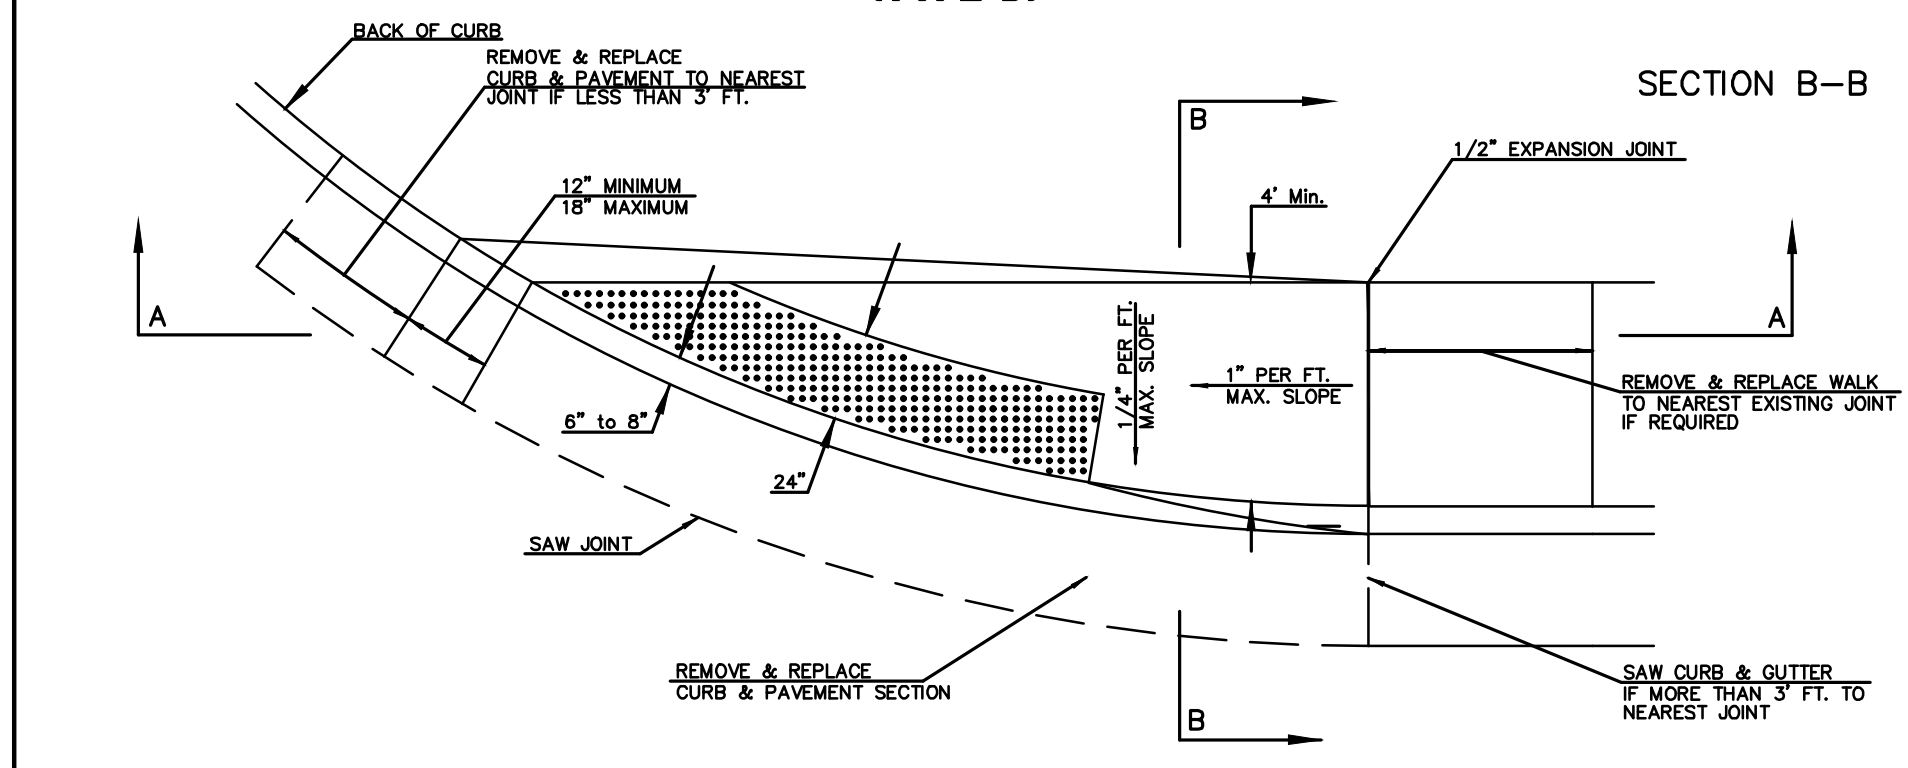 BACK OF CURB
REMOVE & REPLACE
CURB & PAVEMENT TO NEAREST
JOINT IF LESS THAN 3' FT.
SECTION B-B
B
1/2" EXPANSION JOINT
12" MINIMUM
18" MAXIMUM
4' Min.
A
A
1/4" PER FT.
MAX. SLOPE
1" PER FT.
MAX. SLOPE
REMOVE & REPLACE WALK
TO NEAREST EXISTING JOINT
IF REQUIRED
6" to 8"
24"
SAW JOINT
REMOVE & REPLACE
CURB & PAVEMENT SECTION
B
SAW CURB & GUTTER
IF MORE THAN 3' FT. TO
NEAREST JOINT